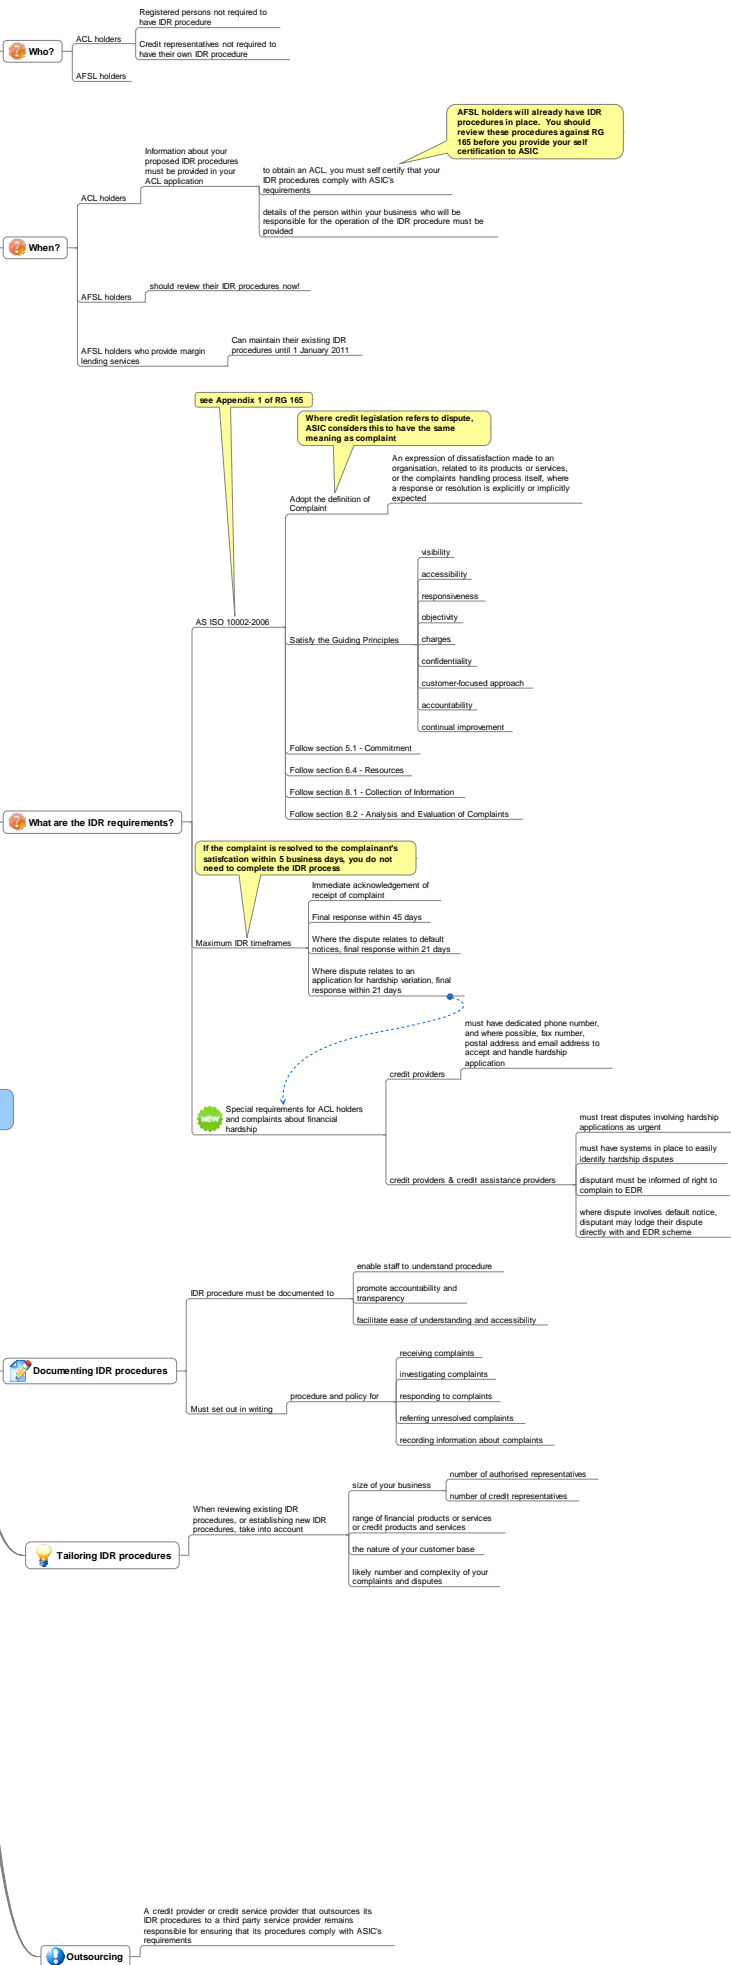 Registered persons not required to
have IDR procedure
ACL holders
Credit representatives not required to
have their own IDR procedure
Who?
AFSL holders
AFSL holders will already have IDR
procedures in place. You should
review these procedures against RG
165 before you provide your self
certification to ASIC
Information about your
proposed IDR procedures
must be provided in your
ACL application
to obtain an ACL, you must self certify that your
IDR procedures comply with ASIC's
requirements
ACL holders
details of the person within your business who will be
responsible for the operation of the IDR procedure must be
provided
When?
should review their IDR procedures now!
AFSL holders
Can maintain their existing IDR
procedures until 1 January 2011
AFSL holders who provide margin
lending services
see Appendix 1 of RG 165
Where credit legislation refers to dispute,
ASIC considers this to have the same
meaning as complaint
An expression of dissatisfaction made to an
organisation, related to its products or services,
or the complaints handling process itself, where
a response or resolution is explicitly or implicitly
expected
Adopt the definition of
Complaint
visibility
accessibility
responsiveness
objectivity
AS ISO 10002-2006
Satisfy the Guiding Principles
charges
confidentiality
customer-focused approach
accountability
continual improvement
Follow section 5.1 - Commitment
Follow section 6.4 - Resources
Follow section 8.1 - Collection of Information
Follow section 8.2 - Analysis and Evaluation of Complaints
What are the IDR requirements?
If the complaint is resolved to the complainant's
satisfcation within 5 business days, you do not
need to complete the IDR process
Immediate acknowledgement of
receipt of complaint
Final response within 45 days
Maximum IDR timeframes
Where the dispute relates to default
notices, final response within 21 days
Where dispute relates to an
application for hardship variation, final
response within 21 days
must have dedicated phone number,
and where possible, fax number,
postal address and email address to
accept and handle hardship
application
credit providers
NEW
Special requirements for ACL holders
and complaints about financial
hardship
must treat disputes involving hardship
applications as urgent
must have systems in place to easily
identify hardship disputes
credit providers & credit assistance providers
disputant must be informed of right to
complain to EDR
where dispute involves default notice,
disputant may lodge their dispute
directly with and EDR scheme
enable staff to understand procedure
IDR procedure must be documented to
promote accountability and
transparency
facilitate ease of understanding and accessibility
Documenting IDR procedures
receiving complaints
investigating complaints
Must set out in writing
procedure and policy for
responding to complaints
referring unresolved complaints
recording information about complaints
number of authorised representatives
size of your business
number of credit representatives
When reviewing existing IDR
procedures, or establishing new IDR
procedures, take into account
range of financial products or services
or credit products and services
Tailoring IDR procedures
the nature of your customer base
likely number and complexity of your
complaints and disputes
A credit provider or credit service provider that outsources its
IDR procedures to a third party service provider remains
responsible for ensuring that its procedures comply with ASIC's
requirements
Outsourcing